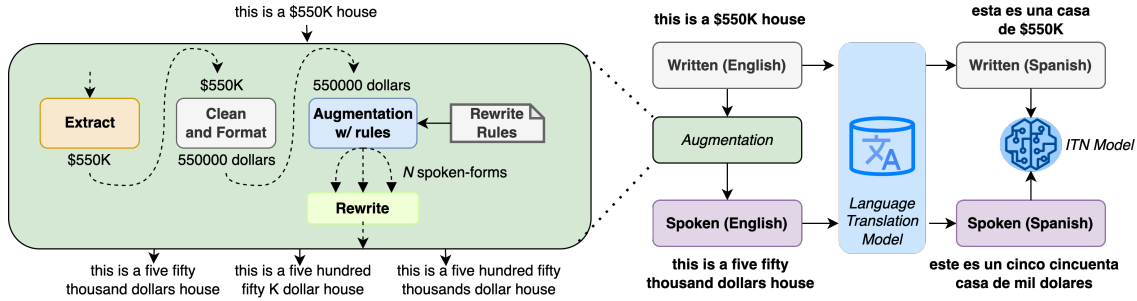 this is a $550K house
Extract
$550K
$550K
Clean
and Format
550000 dollars
550000 dollars
Augmentation
w/ rules
Rewrite
Rules
N spoken-forms
Rewrite
this is a five fifty
thousand dollars house
this is a five hundred
fifty K dollar house
this is a five hundred fifty
thousands dollar house
this is a $550K house
Written (English)
Augmentation
Spoken (English)
this is a five fifty
thousand dollars house
文A
Language
Translation
Model
esta es una casa
de $550K
Written (Spanish)
ITN Model
Spoken (Spanish)
este es un cinco cincuenta
casa de mil dolares